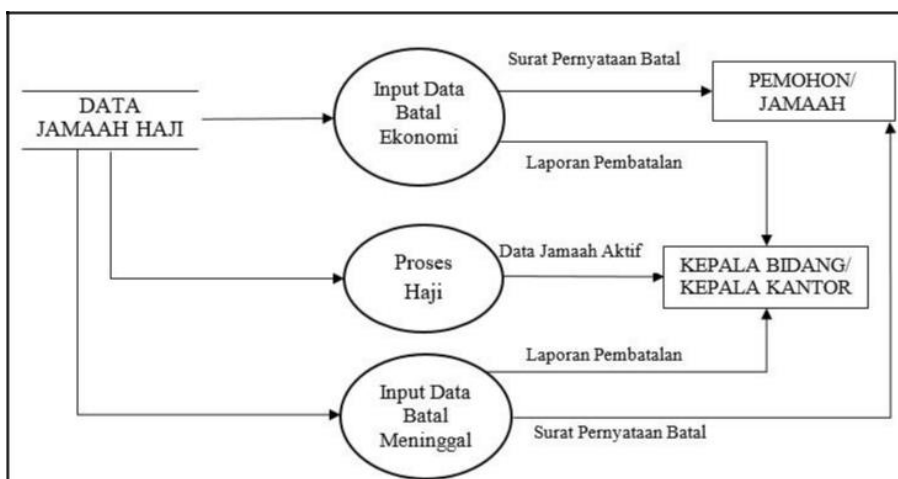 DATA
JAMAAH HAJI
Input Data
Batal
Ekonomi
Surat Pernyataan Batal
PEMOHON/
JAMAAH
Laporan Pembatalan
Proses
Haji
Data Jamaah Aktif
KEPALA BIDANG/
KEPALA KANTOR
Laporan Pembatalan
Input Data
Batal
Meninggal
Surat Pernyataan Batal